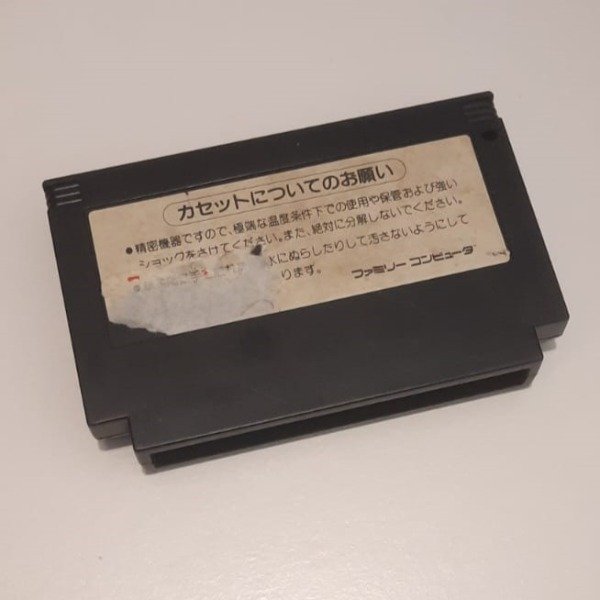 カセットについてのお願い
●精密機器ですので、極端な温度条件下での使用や保管および強い
ショックをさけてください。また、絶対に分解しないでください。
水にぬらしたりして汚さないようにして
ります。
ファミリー コンピュータ